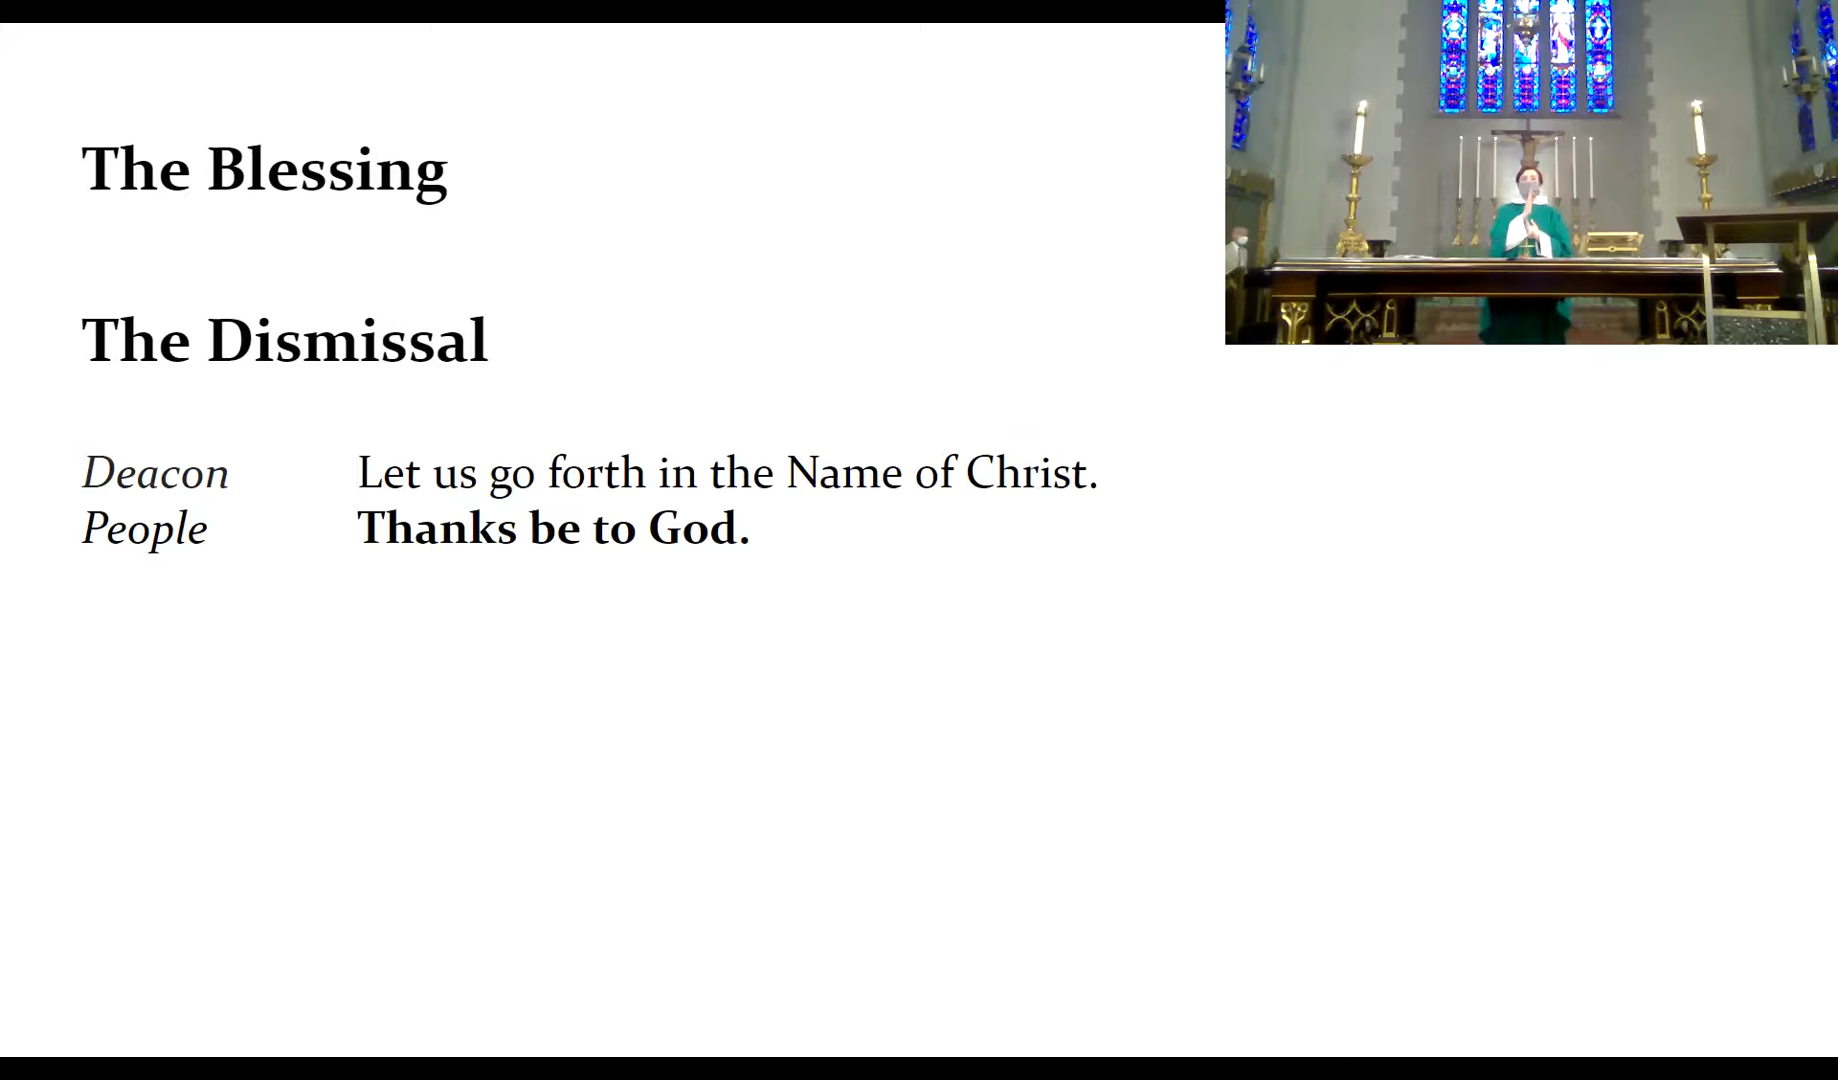 The Blessing
The Dismissal
Deacon Let us go forth in the Name of Christ.
People Thanks be to God.